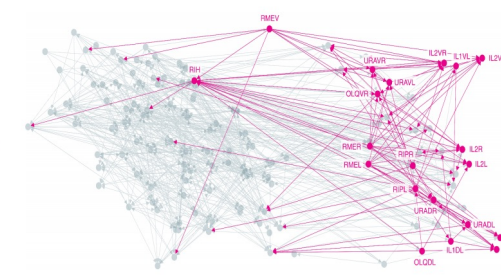 RMEV
IL2VR
IL1VL
IL2V
RIH
URAVR
URAVL
OLQVR
RMER
RIPR
IL2R
RMEL
IL2L
RIPL
URADR
URADL
IL1DL
OLQDL